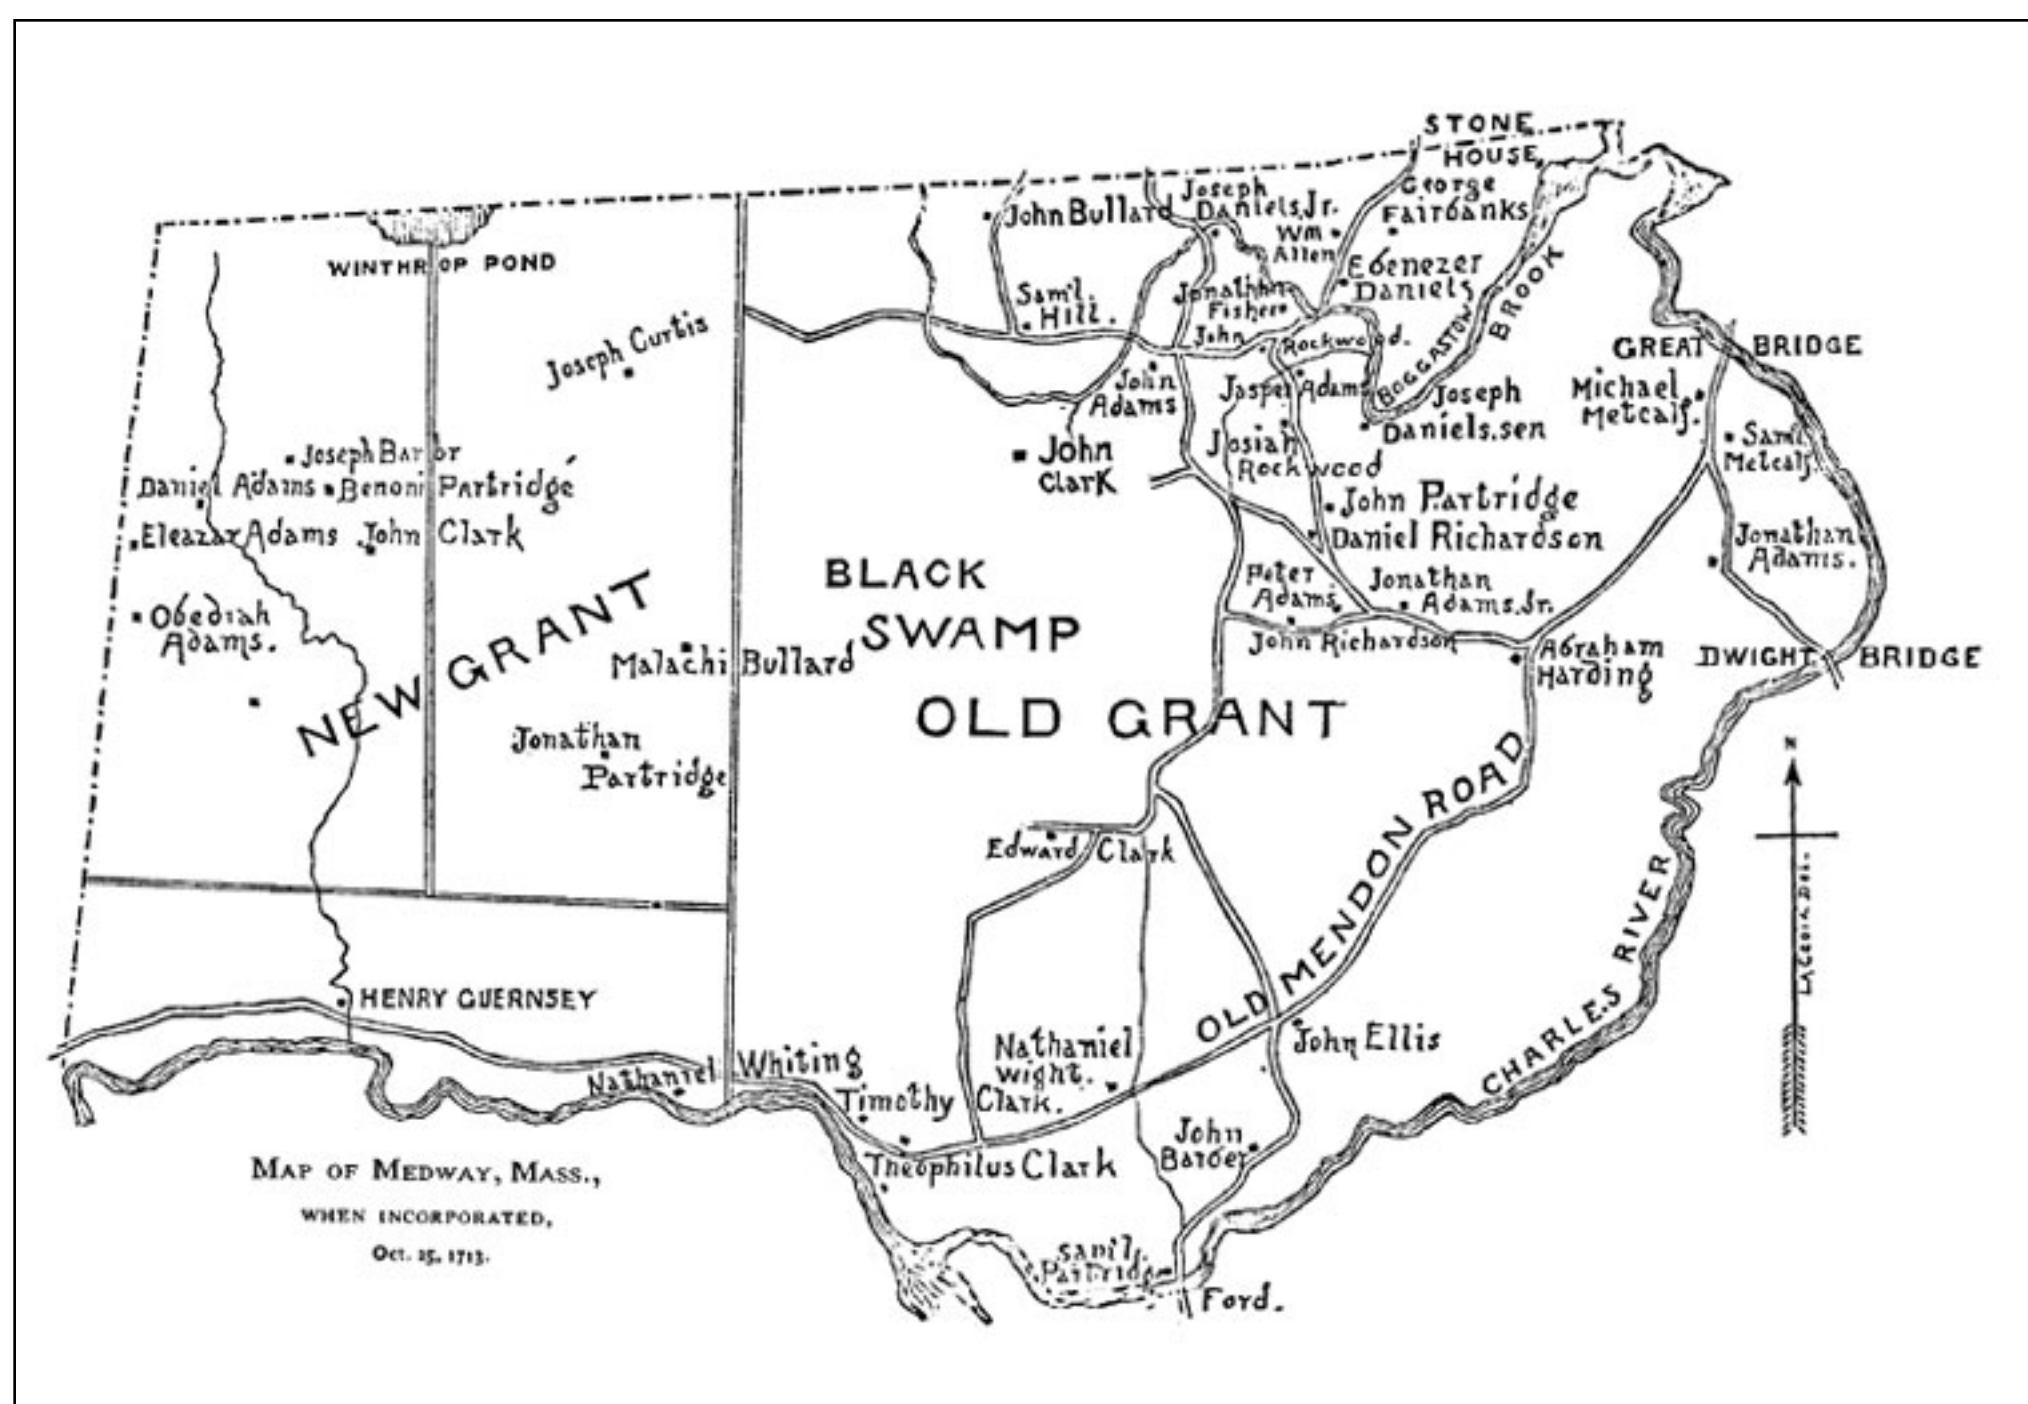 STONE
HOUSE
George
Fairbanks
Joseph
Daniels, Jr.
Wm
Allen
John Bullard
WINTHROP POND
Ebenezer
Daniels
Sam'l.
Hill.
Jonathan
Fisher
John Rockwood.
BOGGASTOW BROOK
GREAT BRIDGE
Joseph Curtis
John
Adams
Jasper Adams
Joseph
Daniels. sen
Michael
Metcalf.
Sam'l
Metcalf.
Josiah
Rockwood
John
Clark
Joseph Barbor
Daniel Adams
Benoni Partridge
Eleazar Adams
John Clark
John Partridge
Daniel Richardson
Jonathan
Adams.
Peter
Adams
Jonathan
Adams. Jr.
Obediah
Adams.
BLACK
SWAMP
John Richardson
Abraham
Harding
DWIGHT BRIDGE
NEW GRANT
Malachi Bullard
OLD GRANT
Jonathan
Partridge
N
Edward Clark
OLD MENDON ROAD
CHARLES RIVER
HENRY GUERNSEY
Nathaniel
Wight.
John Ellis
Nathaniel Whiting
Timothy Clark.
John
Barber
Theophilus Clark
Sam'l.
Partridge
Ford.
MAP OF MEDWAY, MASS.,
WHEN INCORPORATED,
Oct. 25, 1713.